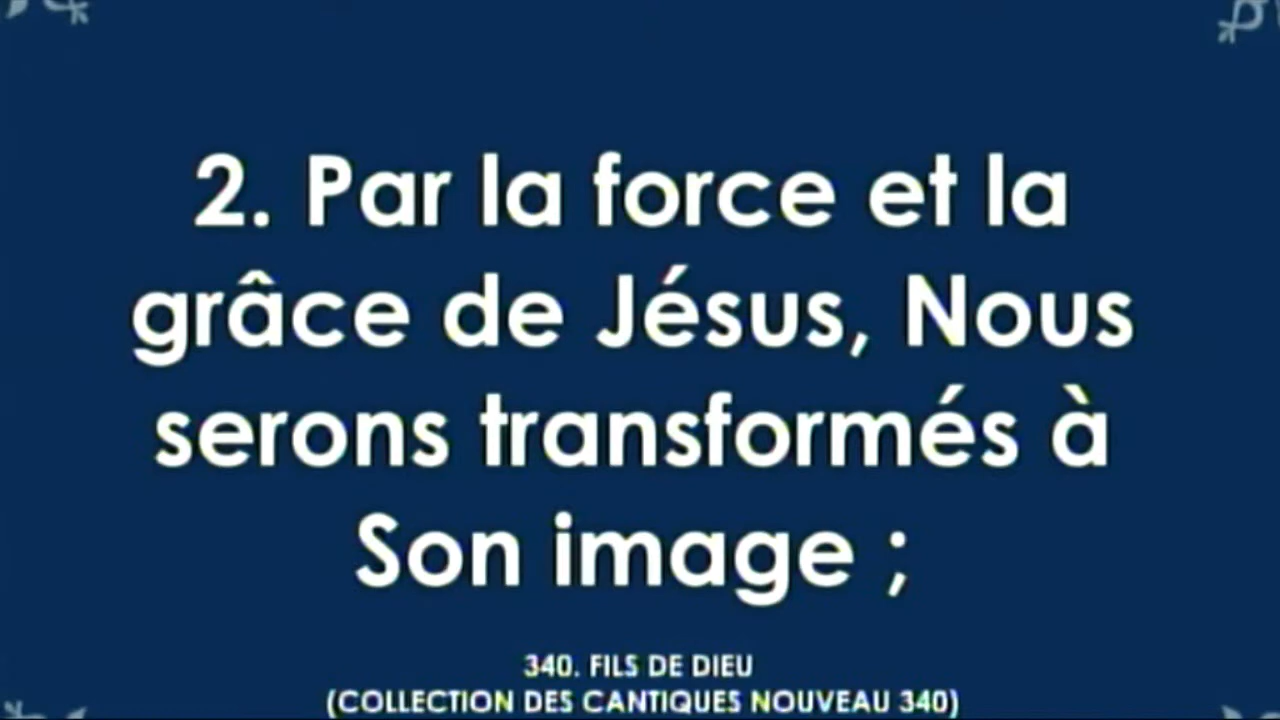 2. Par la force et la
grâce de Jésus, Nous
serons transformés à
Son image ;
340. FILS DE DIEU
(COLLECTION DES CANTIQUES NOUVEAU 340)